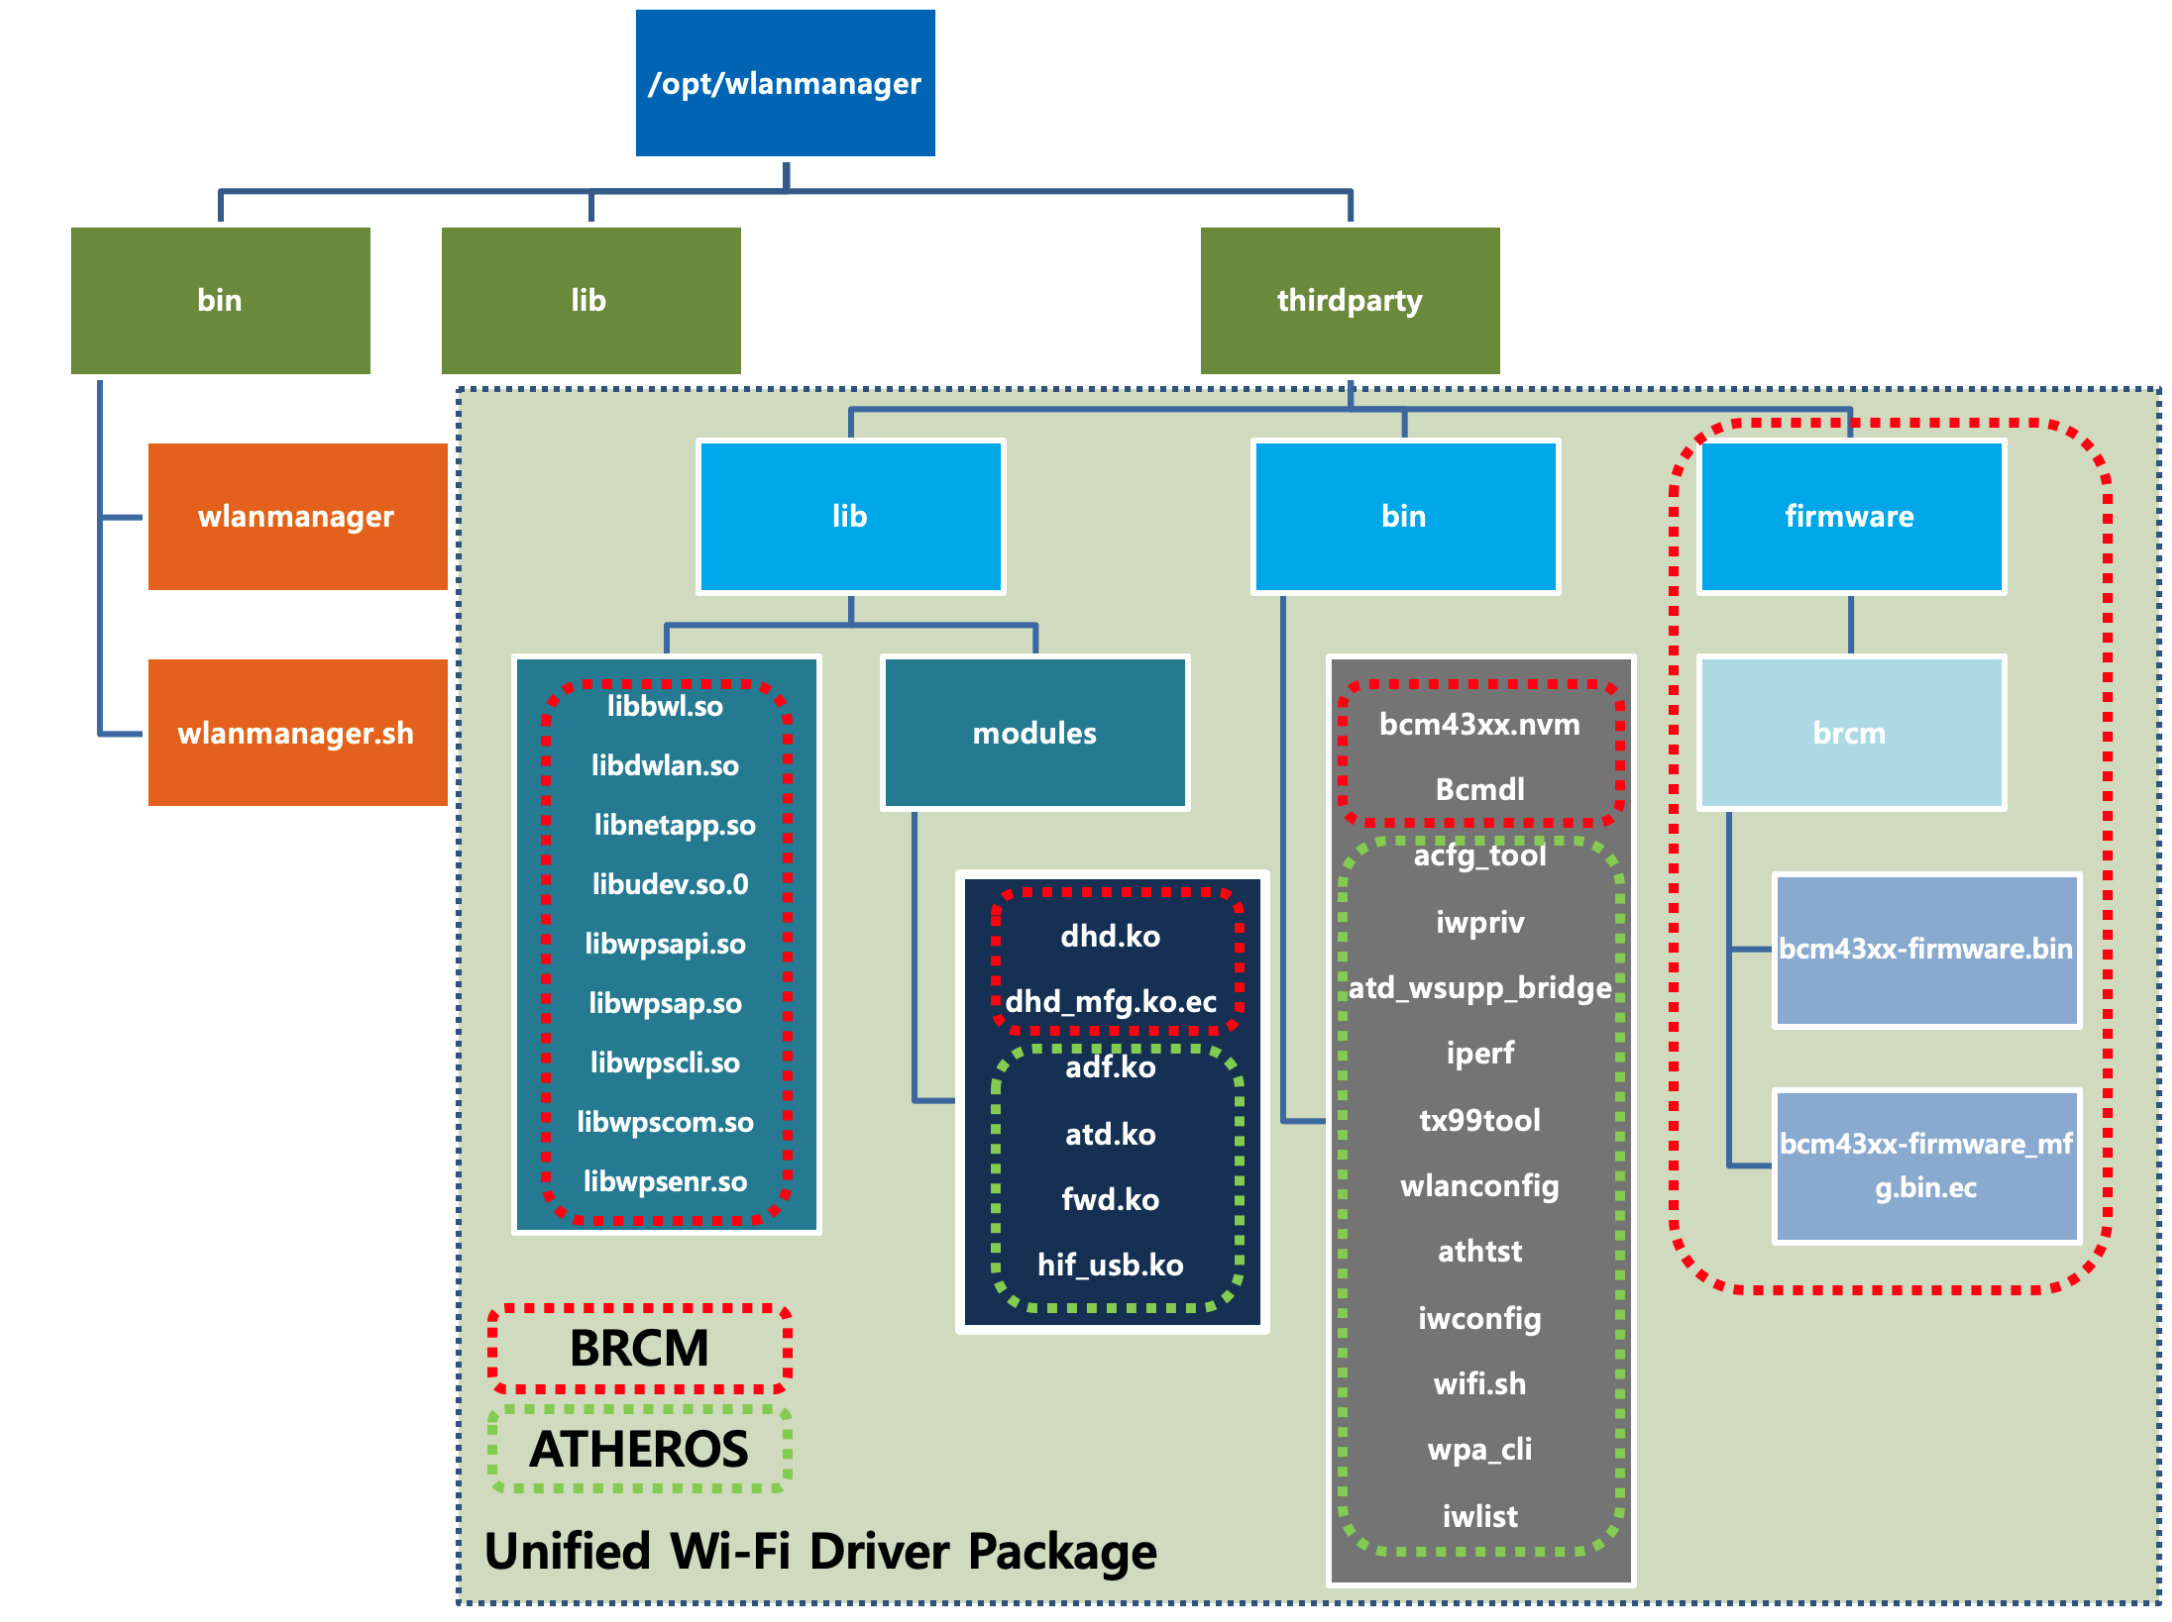 /opt/wlanmanager
bin
lib
thirdparty
wlanmanager
wlanmanager.sh
lib
bin
firmware
libbwl.so
libdwlan.so
libnetapp.so
libudev.so.0
libwpsapi.so
libwpsap.so
libwpscli.so
libwpscom.so
libwpsenr.so
modules
dhd.ko
dhd_mfg.ko.ec
adf.ko
atd.ko
fwd.ko
hif_usb.ko
bcm43xx.nvm
Bcmdl
acfg_tool
iwpriv
atd_wsupp_bridge
iperf
tx99tool
wlanconfig
athtst
iwconfig
wifi.sh
wpa_cli
iwlist
brcm
bcm43xx-firmware.bin
bcm43xx-firmware_mf
g.bin.ec
BRCM
ATHEROS
Unified Wi-Fi Driver Package